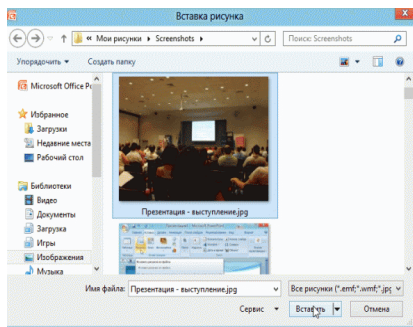 Вставка рисунка
« Мои рисунки ▸ Screenshots ▸
Поиск: Screenshots
Упорядочить ▾ Создать папку
Microsoft Office Po
Избранное
Загрузки
Недавние места
Рабочий стол
Библиотеки
Видео
Документы
Загрузка
Игры
Изображения
Музыка
Презентация - выступление.jpg
Имя файла: Презентация - выступление.jpg
Все рисунки (*.emf;*.wmf;*.jpg
Сервис ▾ Вставить Отмена